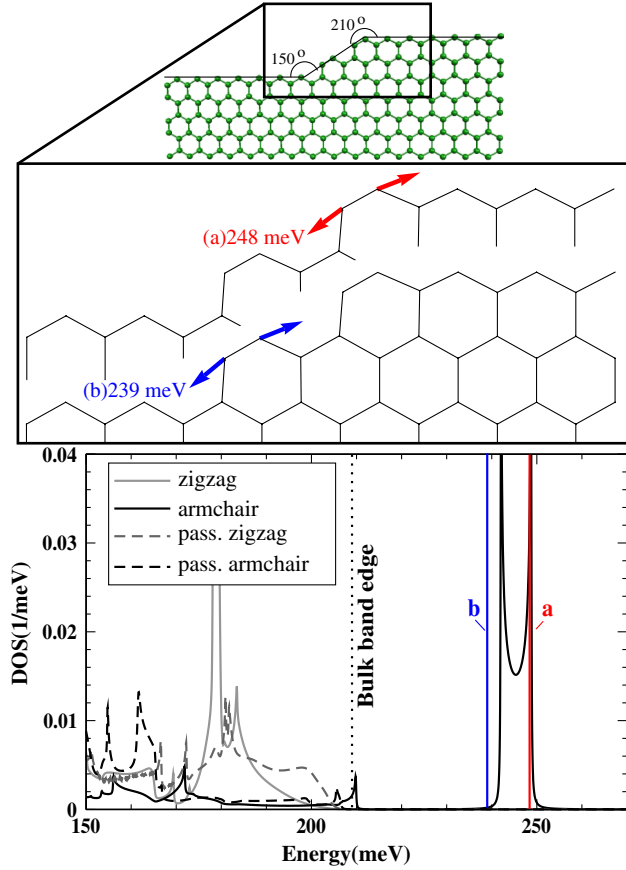 210 o
150 o
(a)248 meV
(b)239 meV
0.04
0.03
0.02
0.01
0
DOS(1/meV)
zigzag
armchair
pass. zigzag
pass. armchair
Bulk band edge
b
a
150
200
250
Energy(meV)